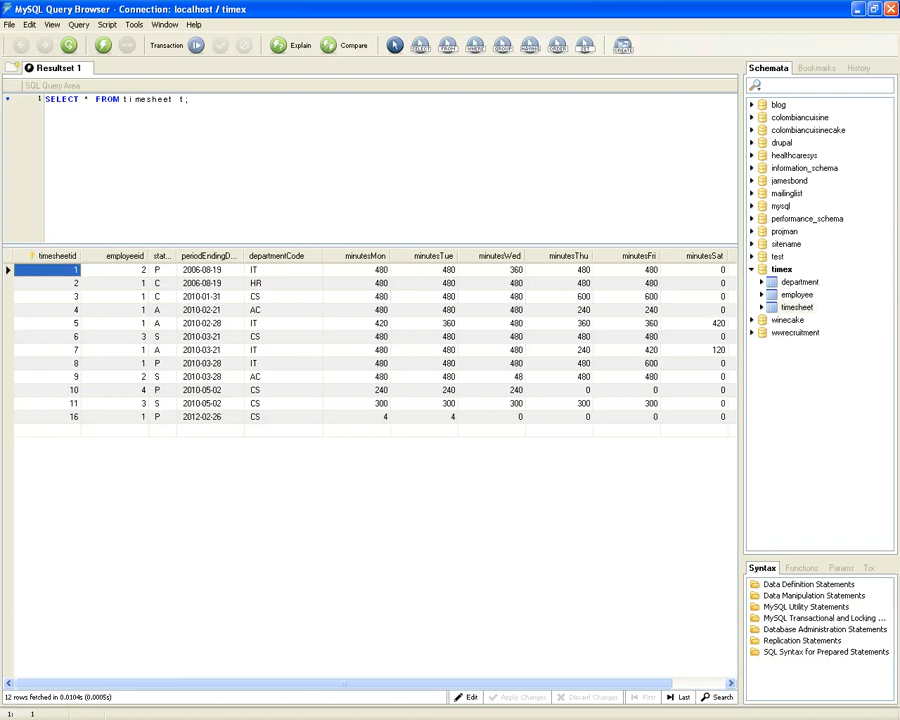 MySQL Query Browser - Connection: localhost / timex
File Edit View Query Script Tools Window Help
Transaction Explain Compare SELECT FROM WHERE GROUP HAVING ORDER SET CREATE
Resultset 1
SQL Query Area
1 SELECT * FROM timesheet t;
timesheetid employeeid stat... periodEndingD... departmentCode minutesMon minutesTue minutesWed minutesThu minutesFri minutesSat
1 2 P 2006-08-19 IT 480 480 360 480 480 0
2 1 C 2006-08-19 HR 480 480 480 480 480 0
3 1 C 2010-01-31 CS 480 480 480 600 600 0
4 1 A 2010-02-21 AC 480 480 480 240 240 0
5 1 A 2010-02-28 IT 420 360 480 360 360 420
6 3 S 2010-03-21 CS 480 480 480 480 480 0
7 1 A 2010-03-21 IT 480 480 480 240 420 120
8 1 P 2010-03-28 IT 480 480 480 480 600 0
9 2 S 2010-03-28 AC 480 480 48 480 480 0
10 4 P 2010-05-02 CS 240 240 240 0 0 0
11 3 S 2010-05-02 CS 300 300 300 300 300 0
16 1 P 2012-02-26 CS 4 4 0 0 0 0
12 rows fetched in 0.0104s (0.0005s)
Edit Apply Changes Discard Changes First Last Search
1: 1
Schemata Bookmarks History
blog
colombiancuisine
colombiancuisinecake
drupal
healthcaresys
information_schema
jamesbond
mailinglist
mysql
performance_schema
projman
sitename
test
timex
department
employee
timesheet
winecake
wwrecruitment
Syntax Functions Params Trx
Data Definition Statements
Data Manipulation Statements
MySQL Utility Statements
MySQL Transactional and Locking ...
Database Administration Statements
Replication Statements
SQL Syntax for Prepared Statements